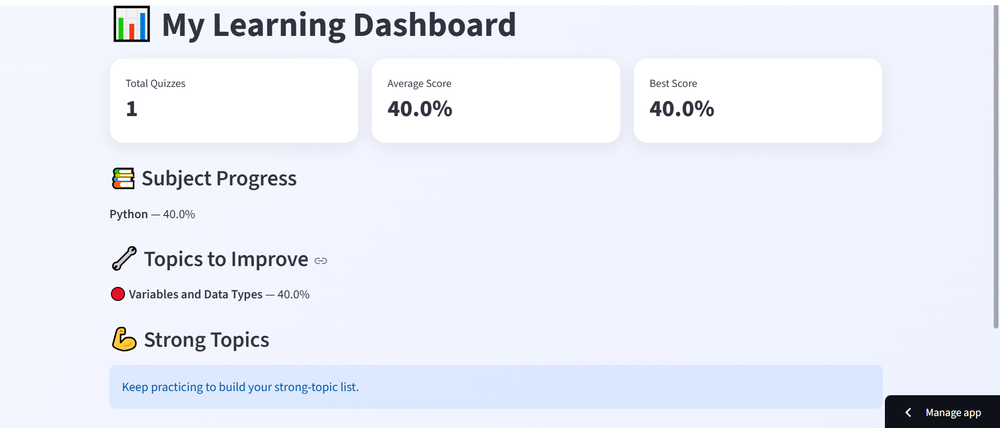 My Learning Dashboard
Total Quizzes
1
Average Score
40.0%
Best Score
40.0%
Subject Progress
Python — 40.0%
Topics to Improve
Variables and Data Types — 40.0%
Strong Topics
Keep practicing to build your strong-topic list.
Manage app